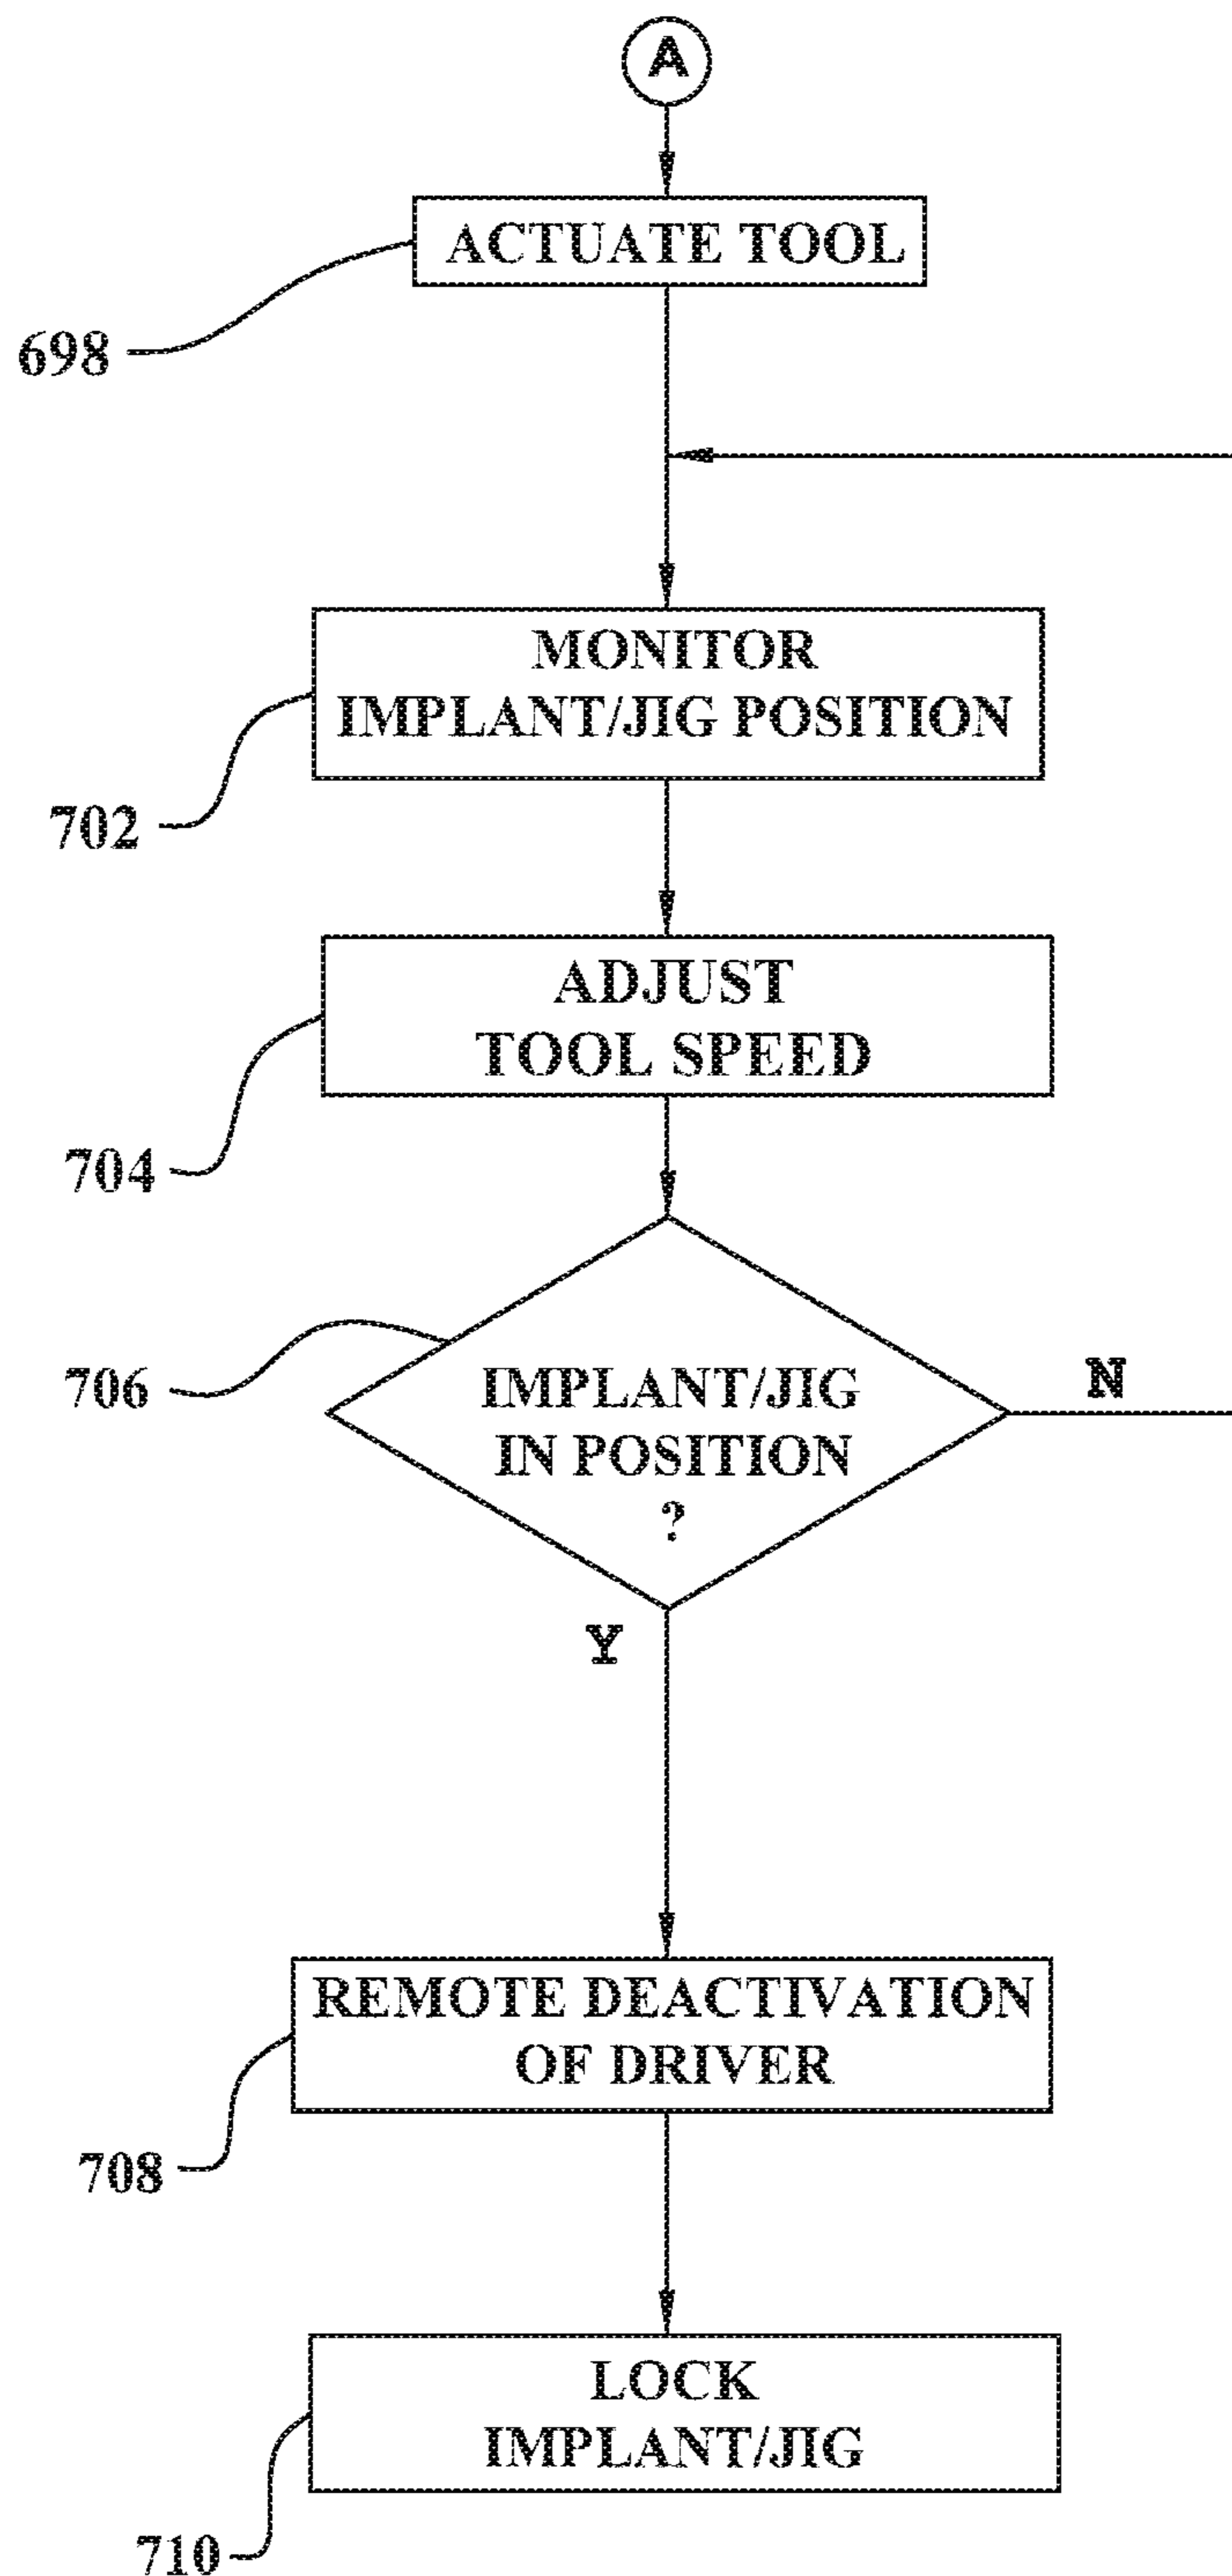 A
ACTUATE TOOL
698
MONITOR
IMPLANT/JIG POSITION
702
ADJUST
TOOL SPEED
704
706
IMPLANT/JIG
IN POSITION
?
N
Y
REMOTE DEACTIVATION
OF DRIVER
708
LOCK
IMPLANT/JIG
710